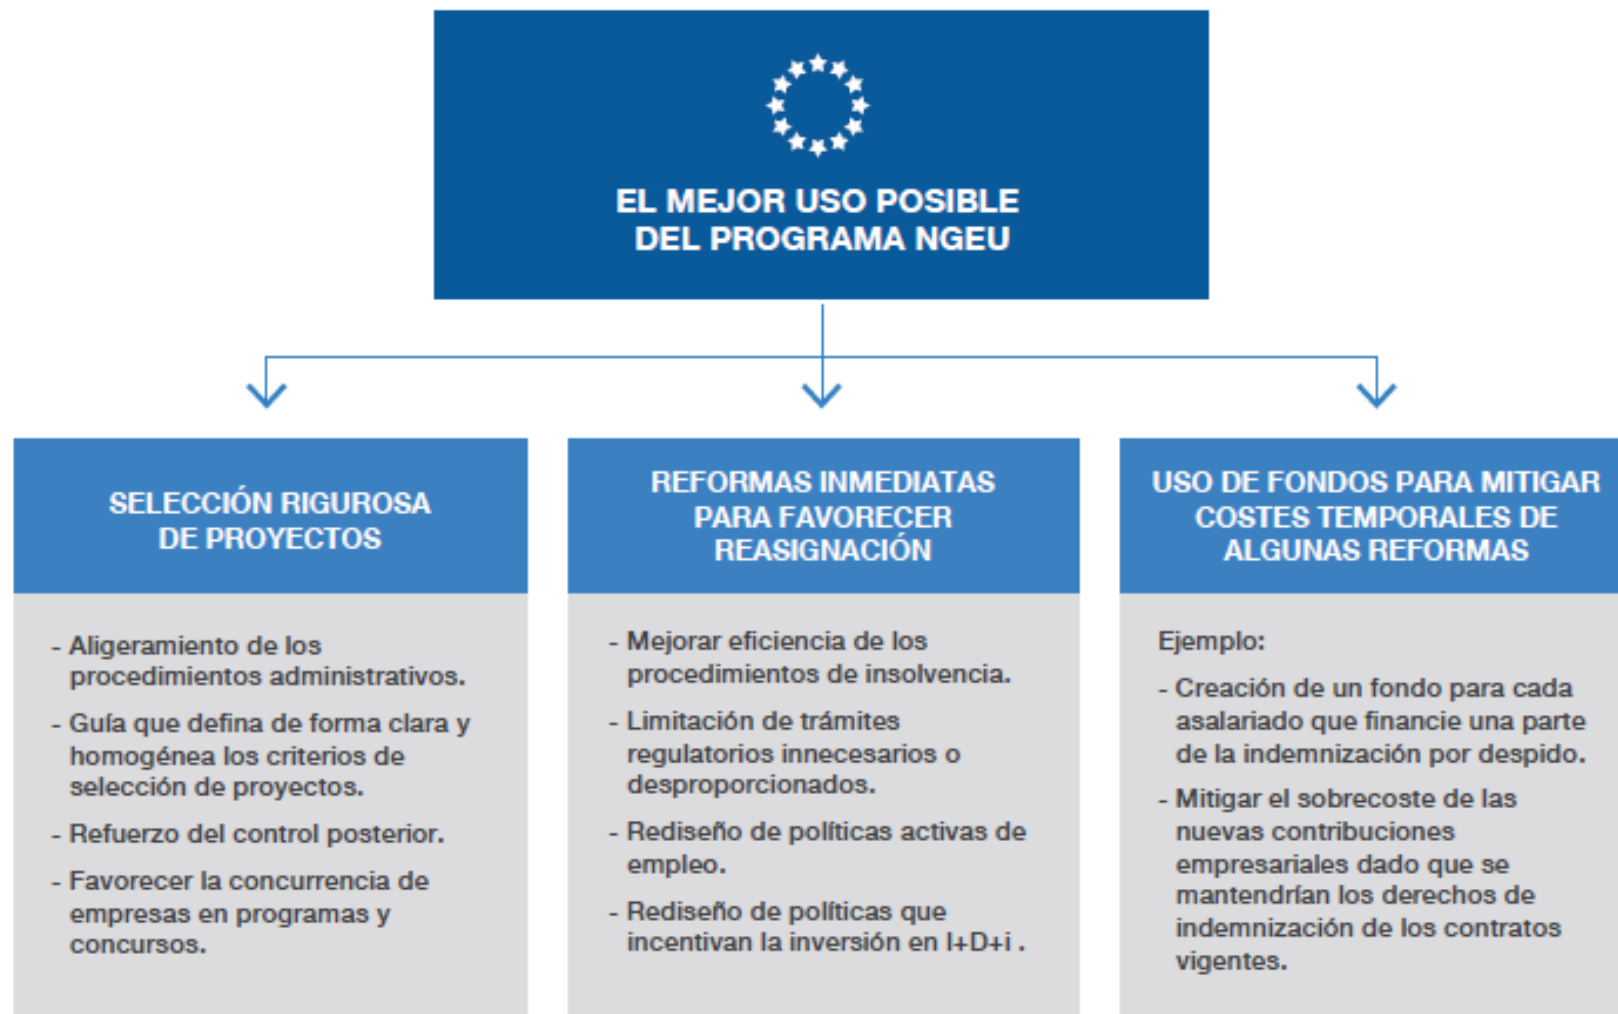 EL MEJOR USO POSIBLE
DEL PROGRAMA NGEU
SELECCIÓN RIGUROSA
DE PROYECTOS
- Aligeramiento de los
procedimientos administrativos.
- Guía que defina de forma clara y
homogénea los criterios de
selección de proyectos.
- Refuerzo del control posterior.
- Favorecer la concurrencia de
empresas en programas y
concursos.
REFORMAS INMEDIATAS
PARA FAVORECER
REASIGNACIÓN
- Mejorar eficiencia de los
procedimientos de insolvencia.
- Limitación de trámites
regulatorios innecesarios o
desproporcionados.
- Rediseño de políticas activas de
empleo.
- Rediseño de políticas que
incentivan la inversión en I+D+i .
USO DE FONDOS PARA MITIGAR
COSTES TEMPORALES DE
ALGUNAS REFORMAS
Ejemplo:
- Creación de un fondo para cada
asalariado que financie una parte
de la indemnización por despido.
- Mitigar el sobrecoste de las
nuevas contribuciones
empresariales dado que se
mantendrían los derechos de
indemnización de los contratos
vigentes.